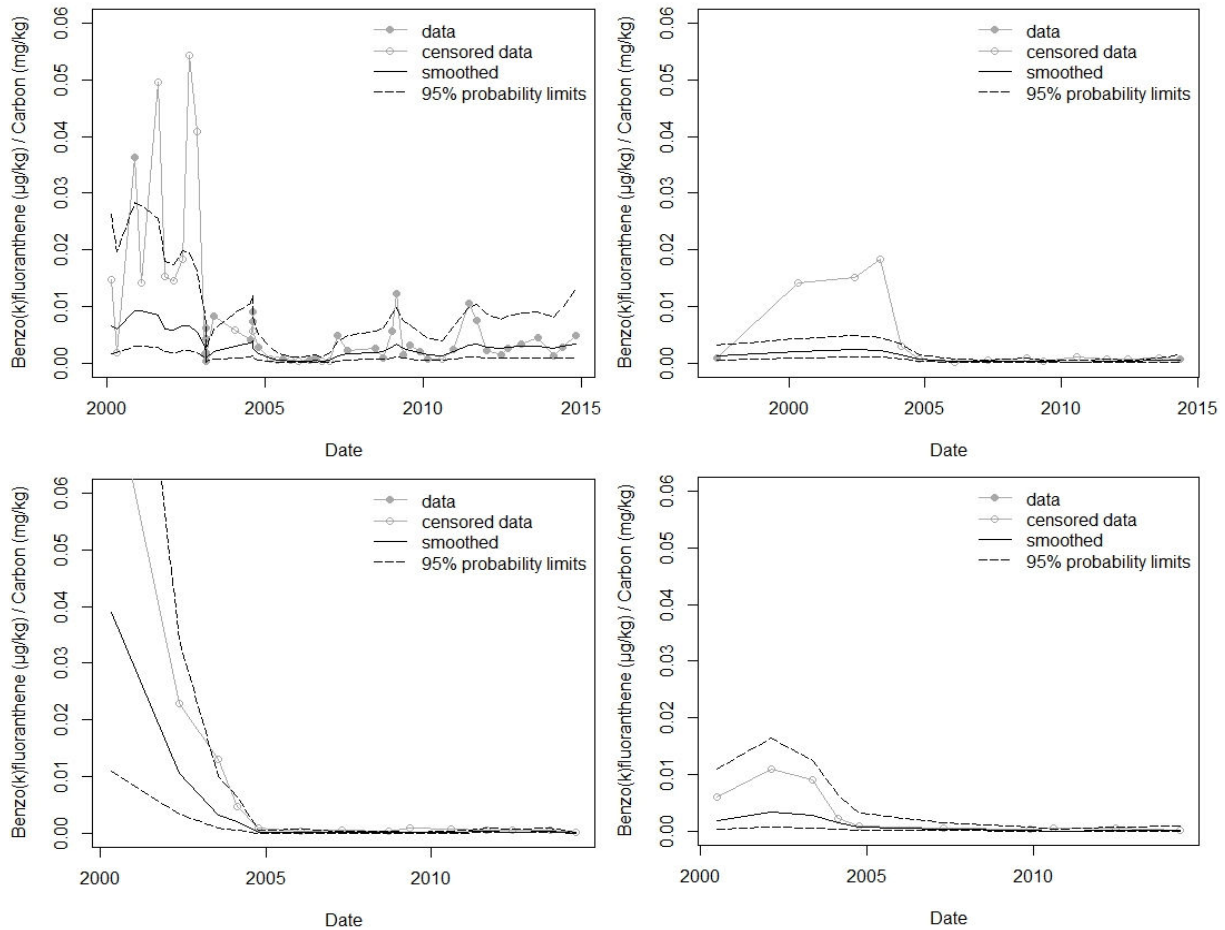 Benzo(k)fluoranthene (µg/kg) / Carbon (mg/kg)
0.06
0.05
0.04
0.03
0.02
0.01
0.00
data
censored data
smoothed
95% probability limits
2000
2005
2010
2015
Date
Benzo(k)fluoranthene (µg/kg) / Carbon (mg/kg)
0.06
0.05
0.04
0.03
0.02
0.01
0.00
data
censored data
smoothed
95% probability limits
2000
2005
2010
2015
Date
Benzo(k)fluoranthene (µg/kg) / Carbon (mg/kg)
0.06
0.05
0.04
0.03
0.02
0.01
0.00
data
censored data
smoothed
95% probability limits
2000
2005
2010
Date
Benzo(k)fluoranthene (µg/kg) / Carbon (mg/kg)
0.06
0.05
0.04
0.03
0.02
0.01
0.00
data
censored data
smoothed
95% probability limits
2000
2005
2010
Date